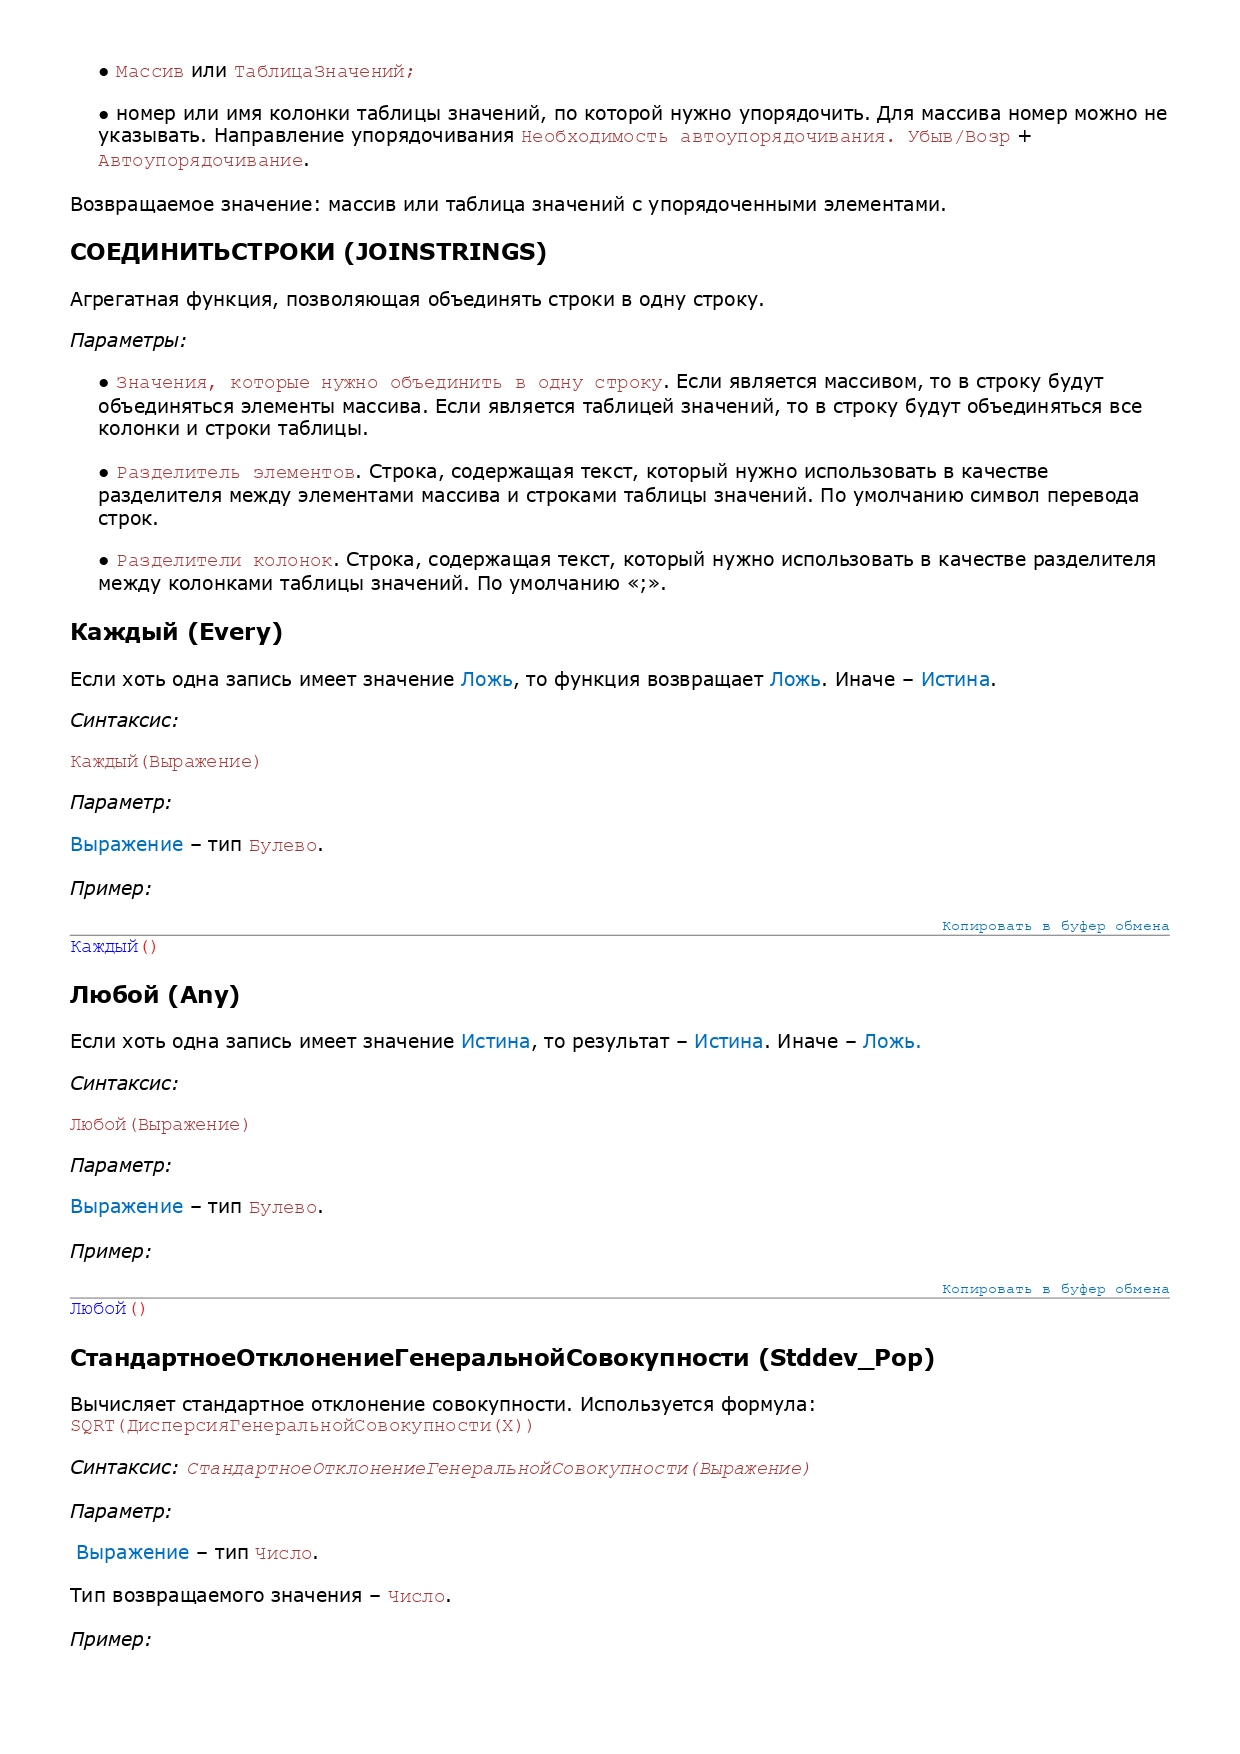 ● Массив или ТаблицаЗначений;
● номер или имя колонки таблицы значений, по которой нужно упорядочить. Для массива номер можно не
указывать. Направление упорядочивания Необходимость автоупорядочивания. Убыв/Возр +
Автоупорядочивание.
Возвращаемое значение: массив или таблица значений с упорядоченными элементами.
СОЕДИНИТЬСТРОКИ (JOINSTRINGS)
Агрегатная функция, позволяющая объединять строки в одну строку.
Параметры:
● Значения, которые нужно объединить в одну строку. Если является массивом, то в строку будут
объединяться элементы массива. Если является таблицей значений, то в строку будут объединяться все
колонки и строки таблицы.
● Разделитель элементов. Строка, содержащая текст, который нужно использовать в качестве
разделителя между элементами массива и строками таблицы значений. По умолчанию символ перевода
строк.
● Разделители колонок. Строка, содержащая текст, который нужно использовать в качестве разделителя
между колонками таблицы значений. По умолчанию «;».
Каждый (Every)
Если хоть одна запись имеет значение Ложь, то функция возвращает Ложь. Иначе – Истина.
Синтаксис:
Каждый(Выражение)
Параметр:
Выражение – тип Булево.
Пример:
Копировать в буфер обмена
Каждый()
Любой (Any)
Если хоть одна запись имеет значение Истина, то результат – Истина. Иначе – Ложь.
Синтаксис:
Любой(Выражение)
Параметр:
Выражение – тип Булево.
Пример:
Копировать в буфер обмена
Любой()
СтандартноеОтклонениеГенеральнойСовокупности (Stddev_Pop)
Вычисляет стандартное отклонение совокупности. Используется формула:
SQRT(ДисперсияГенеральнойСовокупности(X))
Синтаксис: СтандартноеОтклонениеГенеральнойСовокупности(Выражение)
Параметр:
Выражение – тип Число.
Тип возвращаемого значения – Число.
Пример: